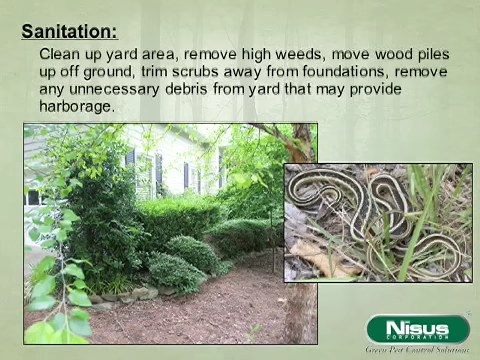 Sanitation:
Clean up yard area, remove high weeds, move wood piles
up off ground, trim scrubs away from foundations, remove
any unnecessary debris from yard that may provide
harborage.
Nisus
CORPORATION
Green Pest Control Solutions